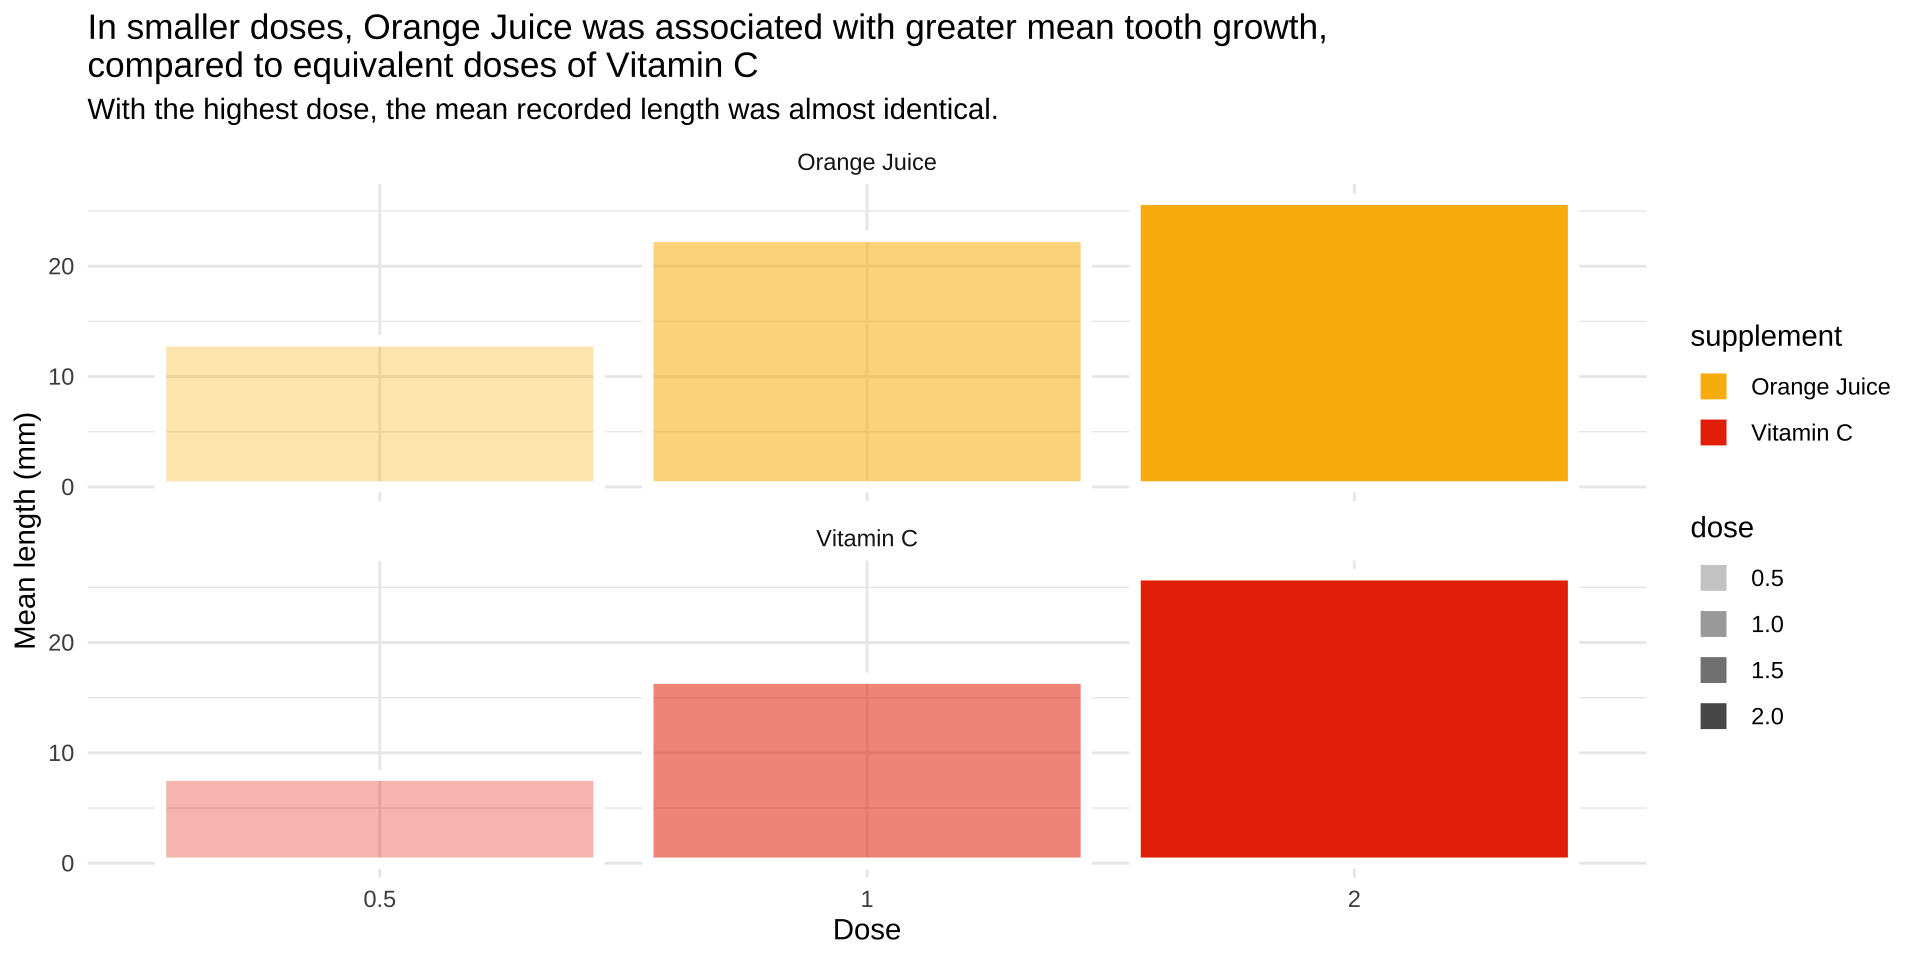 In smaller doses, Orange Juice was associated with greater mean tooth growth,
compared to equivalent doses of Vitamin C
With the highest dose, the mean recorded length was almost identical.
Orange Juice
20
10
0
Vitamin C
20
10
0
Mean length (mm)
0.5
1
2
Dose
supplement
Orange Juice
Vitamin C
dose
0.5
1.0
1.5
2.0